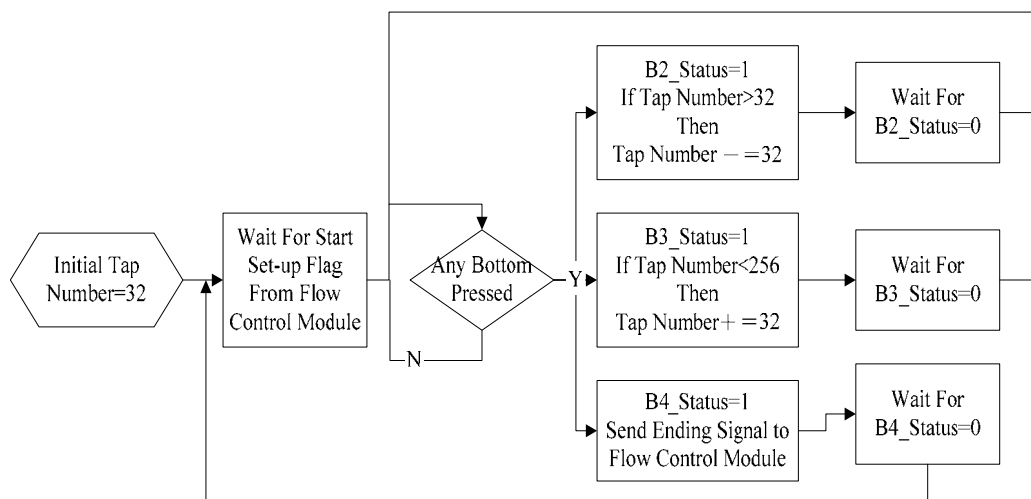 Initial Tap
Number=32
Wait For Start
Set-up Flag
From Flow
Control Module
Any Bottom
Pressed
N
Y
B2_Status=1
If Tap Number>32
Then
Tap Number－＝32
Wait For
B2_Status=0
B3_Status=1
If Tap Number<256
Then
Tap Number＋＝32
Wait For
B3_Status=0
B4_Status=1
Send Ending Signal to
Flow Control Module
Wait For
B4_Status=0